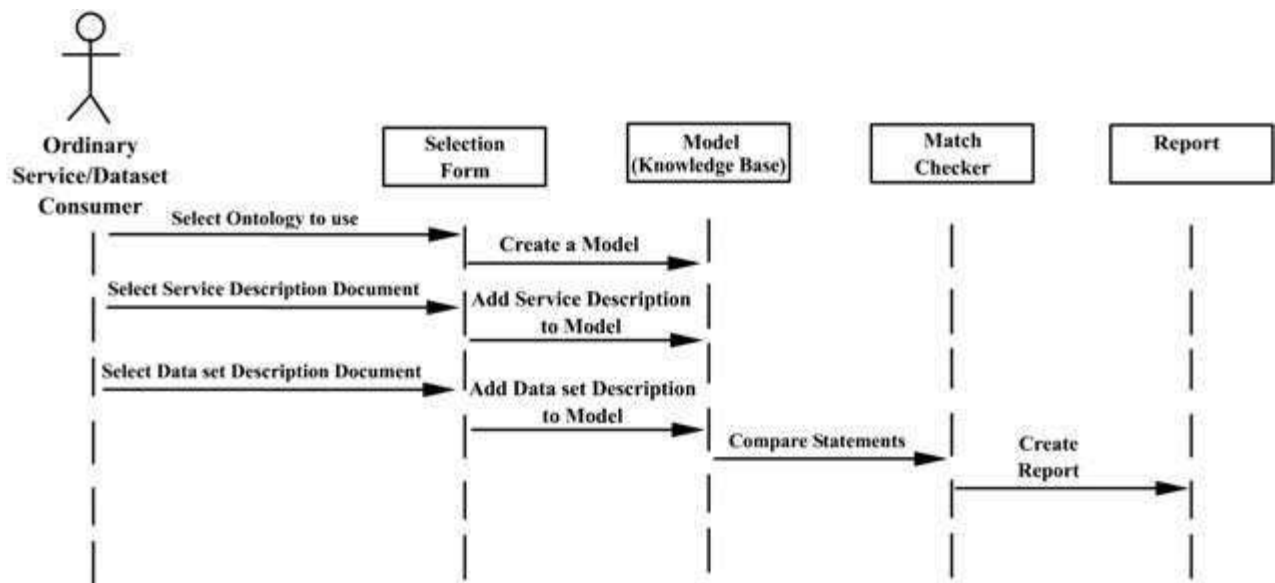 Ordinary
Service/Dataset
Consumer
Selection
Form
Model
(Knowledge Base)
Match
Checker
Report
Select Ontology to use
Create a Model
Select Service Description Document
Add Service Description
to Model
Select Data set Description Document
Add Data set Description
to Model
Compare Statements
Create
Report